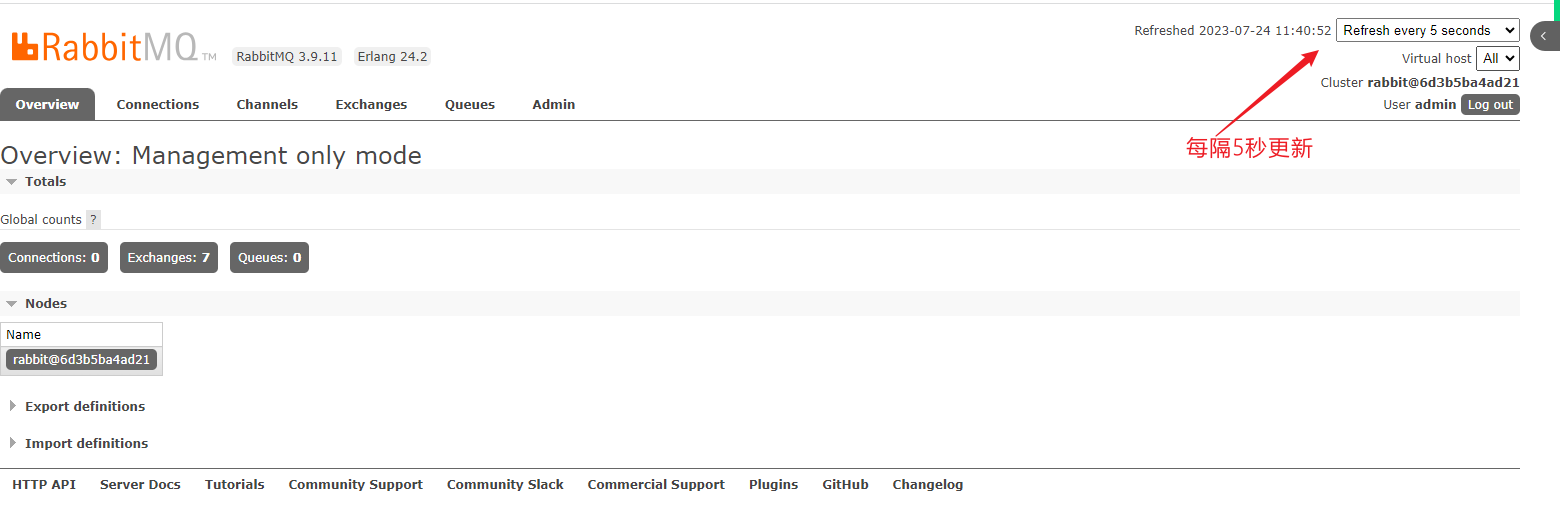 Refreshed 2023-07-24 11:40:52 Refresh every 5 seconds
RabbitMQ TM RabbitMQ 3.9.11 Erlang 24.2
Virtual host All
Cluster rabbit@6d3b5ba4ad21
User admin Log out
Overview Connections Channels Exchanges Queues Admin
每隔5秒更新
Overview: Management only mode
Totals
Global counts ?
Connections: 0 Exchanges: 7 Queues: 0
Nodes
Name
rabbit@6d3b5ba4ad21
Export definitions
Import definitions
HTTP API Server Docs Tutorials Community Support Community Slack Commercial Support Plugins GitHub Changelog